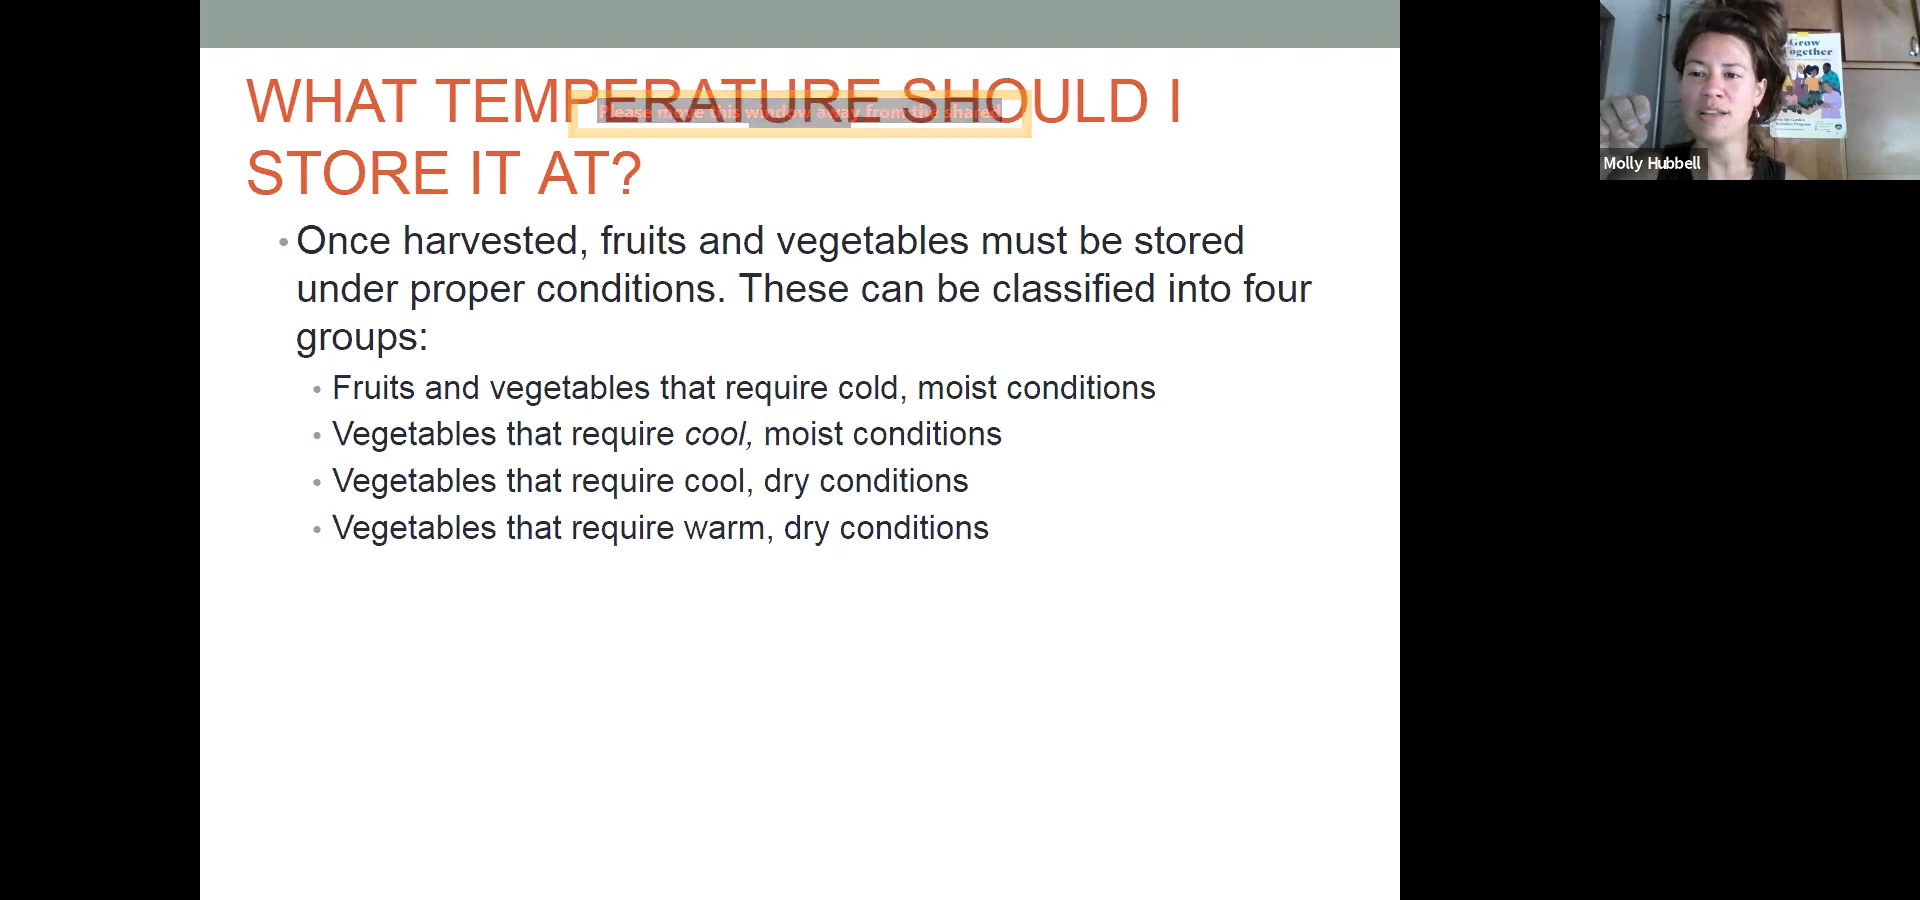 WHAT TEMPERATURE SHOULD I
Please move this window away from the shared
STORE IT AT?
• Once harvested, fruits and vegetables must be stored
under proper conditions. These can be classified into four
groups:
• Fruits and vegetables that require cold, moist conditions
• Vegetables that require cool, moist conditions
• Vegetables that require cool, dry conditions
• Vegetables that require warm, dry conditions
Grow
Together
Molly Hubbell